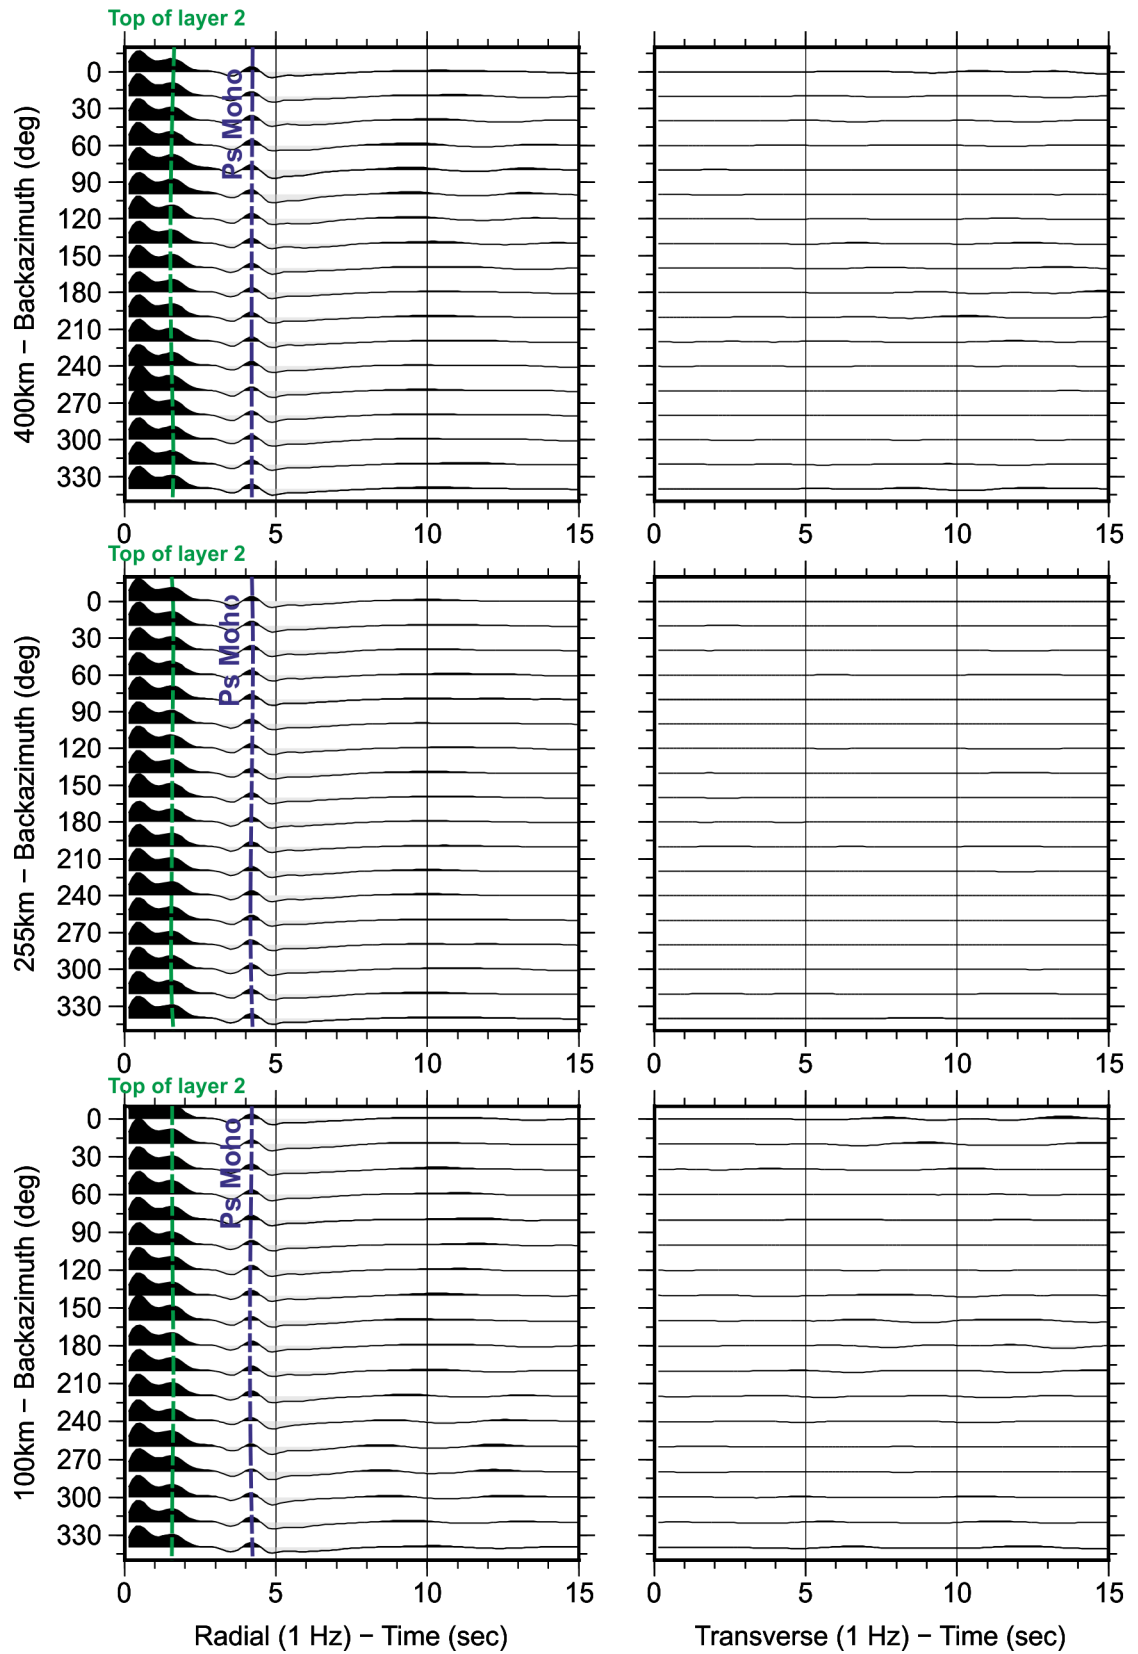 Top of layer 2
400km − Backazimuth (deg)
0
30
60
90
120
150
180
210
240
270
300
330
Ps Moho
0 5 10 15
0 5 10 15
Top of layer 2
255km − Backazimuth (deg)
0
30
60
90
120
150
180
210
240
270
300
330
Ps Moho
0 5 10 15
0 5 10 15
Top of layer 2
100km − Backazimuth (deg)
0
30
60
90
120
150
180
210
240
270
300
330
Ps Moho
0 5 10 15
0 5 10 15
Radial (1 Hz) − Time (sec)
Transverse (1 Hz) − Time (sec)